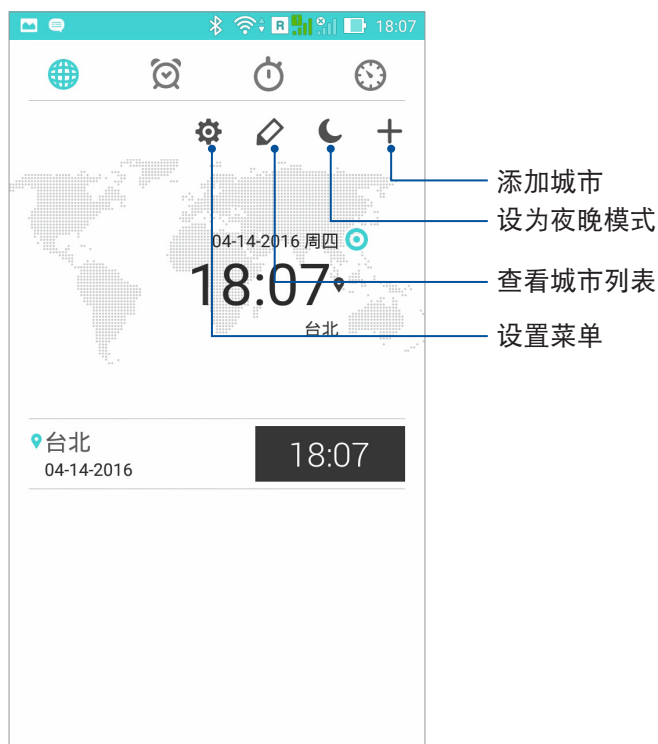 R 18:07
添加城市
设为夜晚模式
04-14-2016 周四
18:07
查看城市列表
台北
设置菜单
台北
04-14-2016
18:07